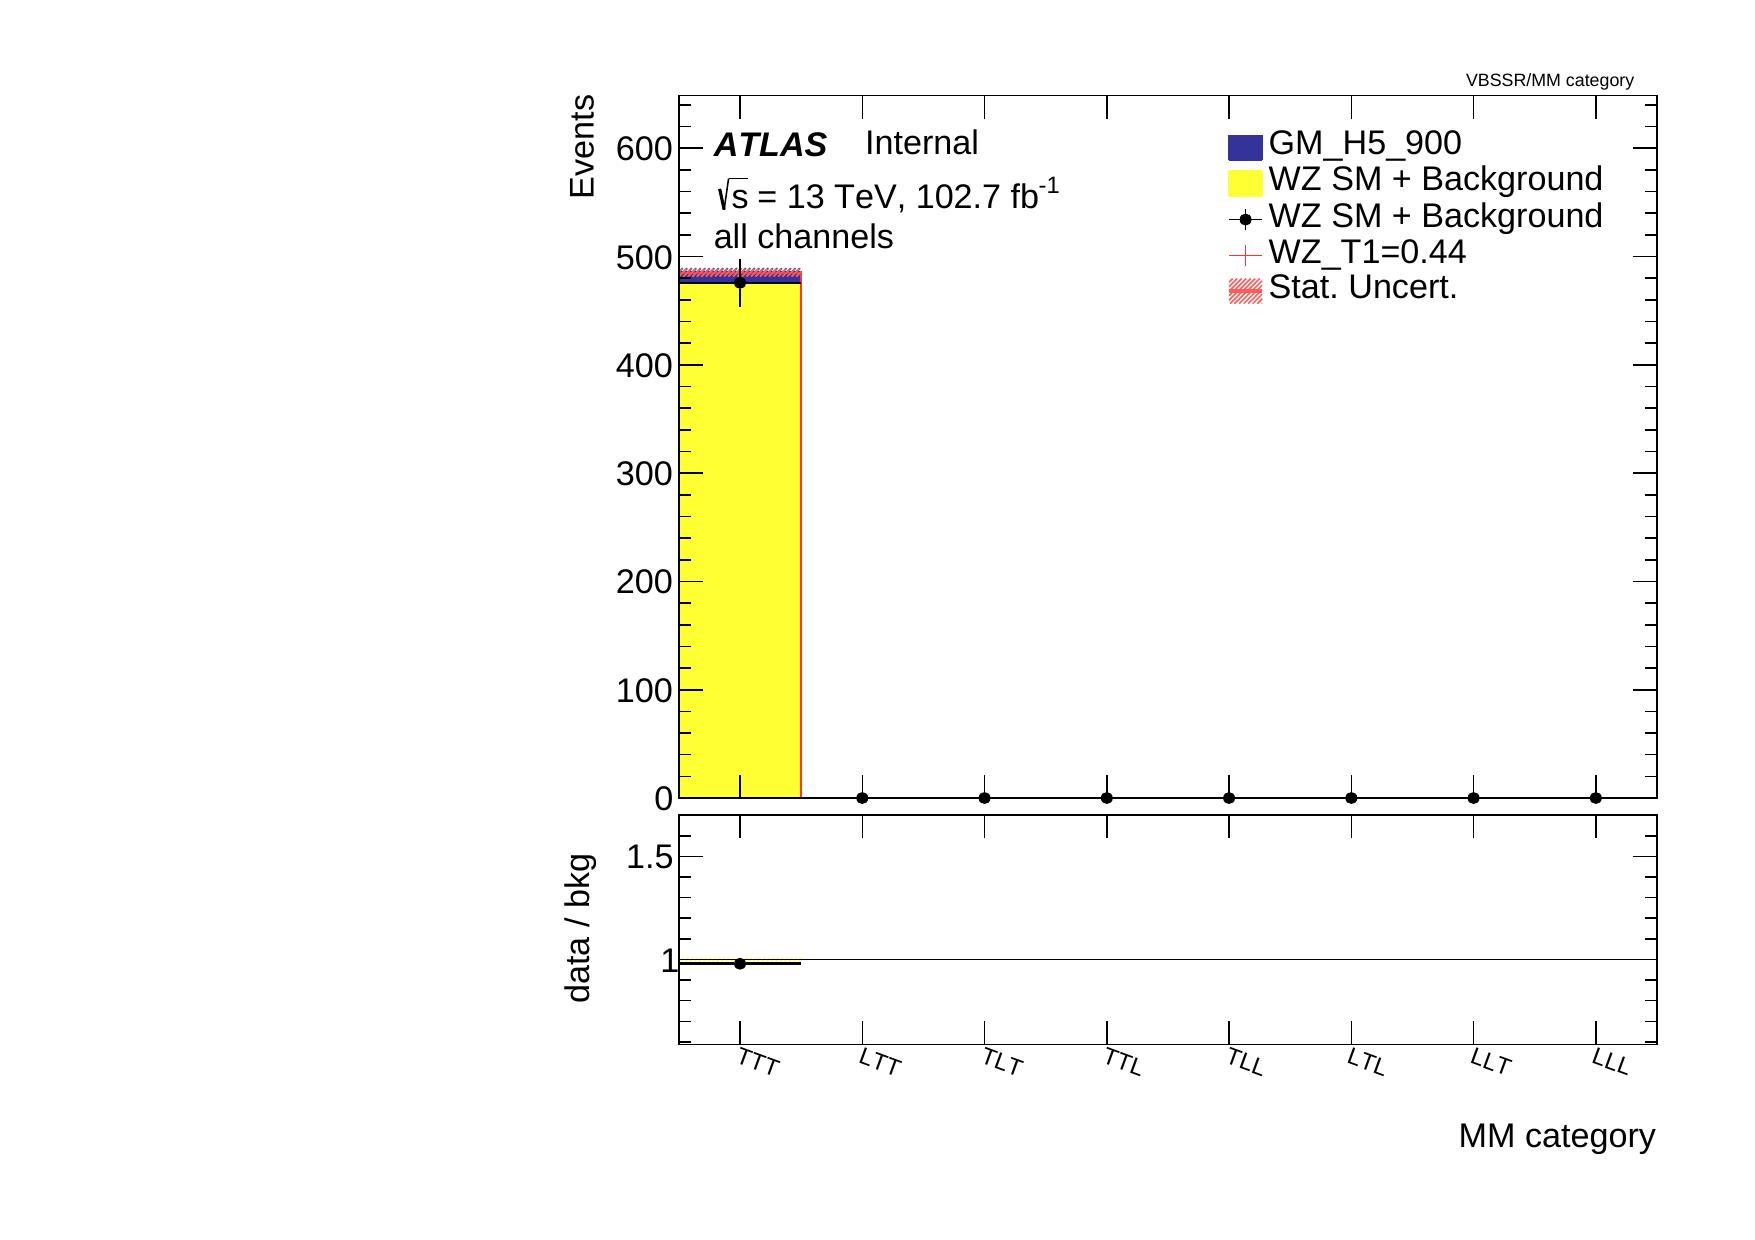 VBSSR/MM category
Events
600
500
400
300
200
100
0
ATLAS Internal
√s = 13 TeV, 102.7 fb-1
all channels
GM_H5_900
WZ SM + Background
WZ SM + Background
WZ_T1=0.44
Stat. Uncert.
data / bkg
1.5
1
TTT LTT TLT TTL TLL LTL LLT LLL
MM category